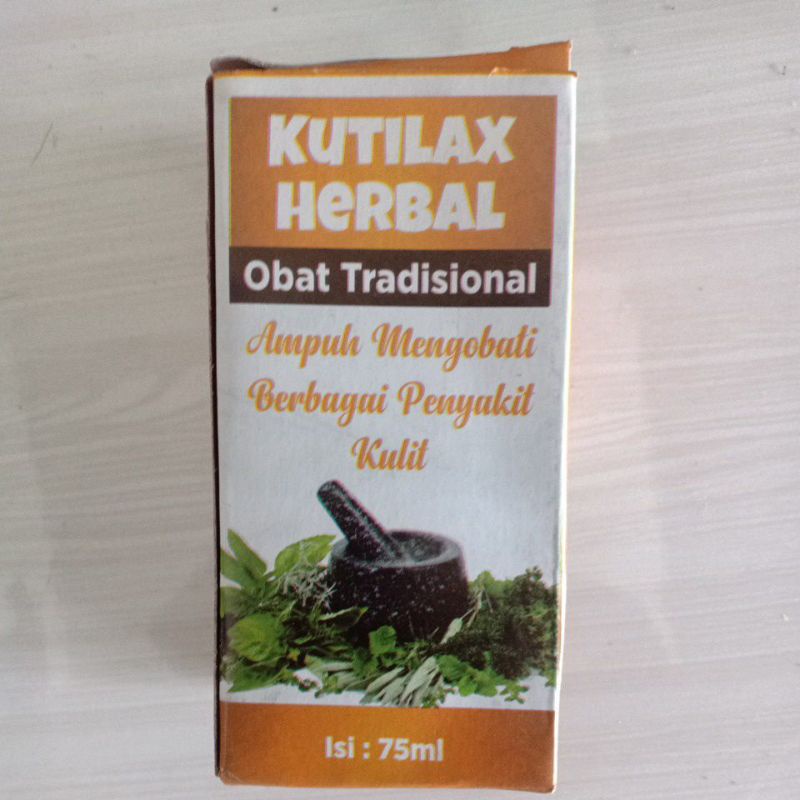 KUTILAX
HERBAL
Obat Tradisional
Ampuh Mengobati
Berbagai Penyakit
Kulit
Isi : 75ml